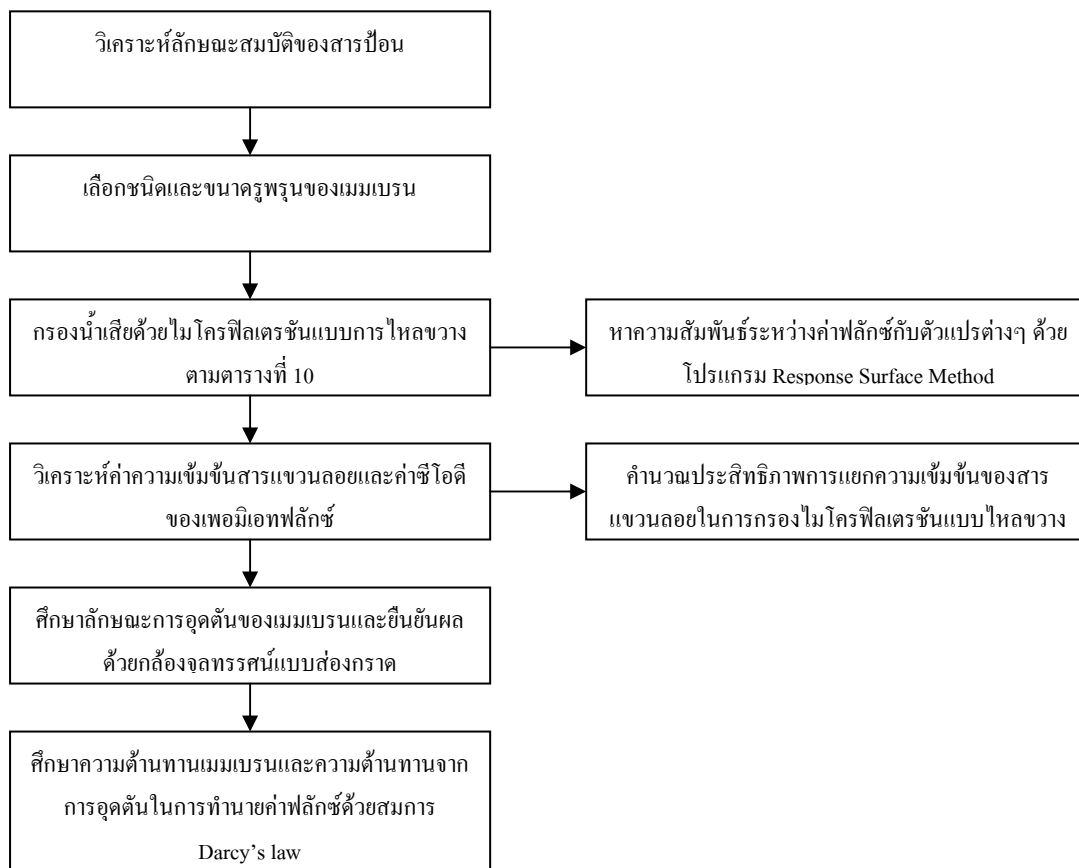 วิเคราะห์ลักษณะสมบัติของสารป้อน
เลือกชนิดและขนาดรูพรุนของเมมเบรน
กรองน้ำเสียด้วยไมโครฟิลเตรชันแบบการไหลขวาง
ตามตารางที่ 10
หาความสัมพันธ์ระหว่างค่าฟลักซ์กับตัวแปรต่างๆ ด้วย
โปรแกรม Response Surface Method
วิเคราะห์ค่าความเข้มข้นสารแขวนลอยและค่าซีโอดี
ของเพอมิเอทฟลักซ์
คำนวณประสิทธิภาพการแยกความเข้มข้นของสาร
แขวนลอยในการกรองไมโครฟิลเตรชันแบบไหลขวาง
ศึกษาลักษณะการอุดตันของเมมเบรนและยืนยันผล
ด้วยกล้องจุลทรรศน์แบบส่องกราด
ศึกษาความต้านทานเมมเบรนและความต้านทานจาก
การอุดตันในการทำนายค่าฟลักซ์ด้วยสมการ
Darcy's law